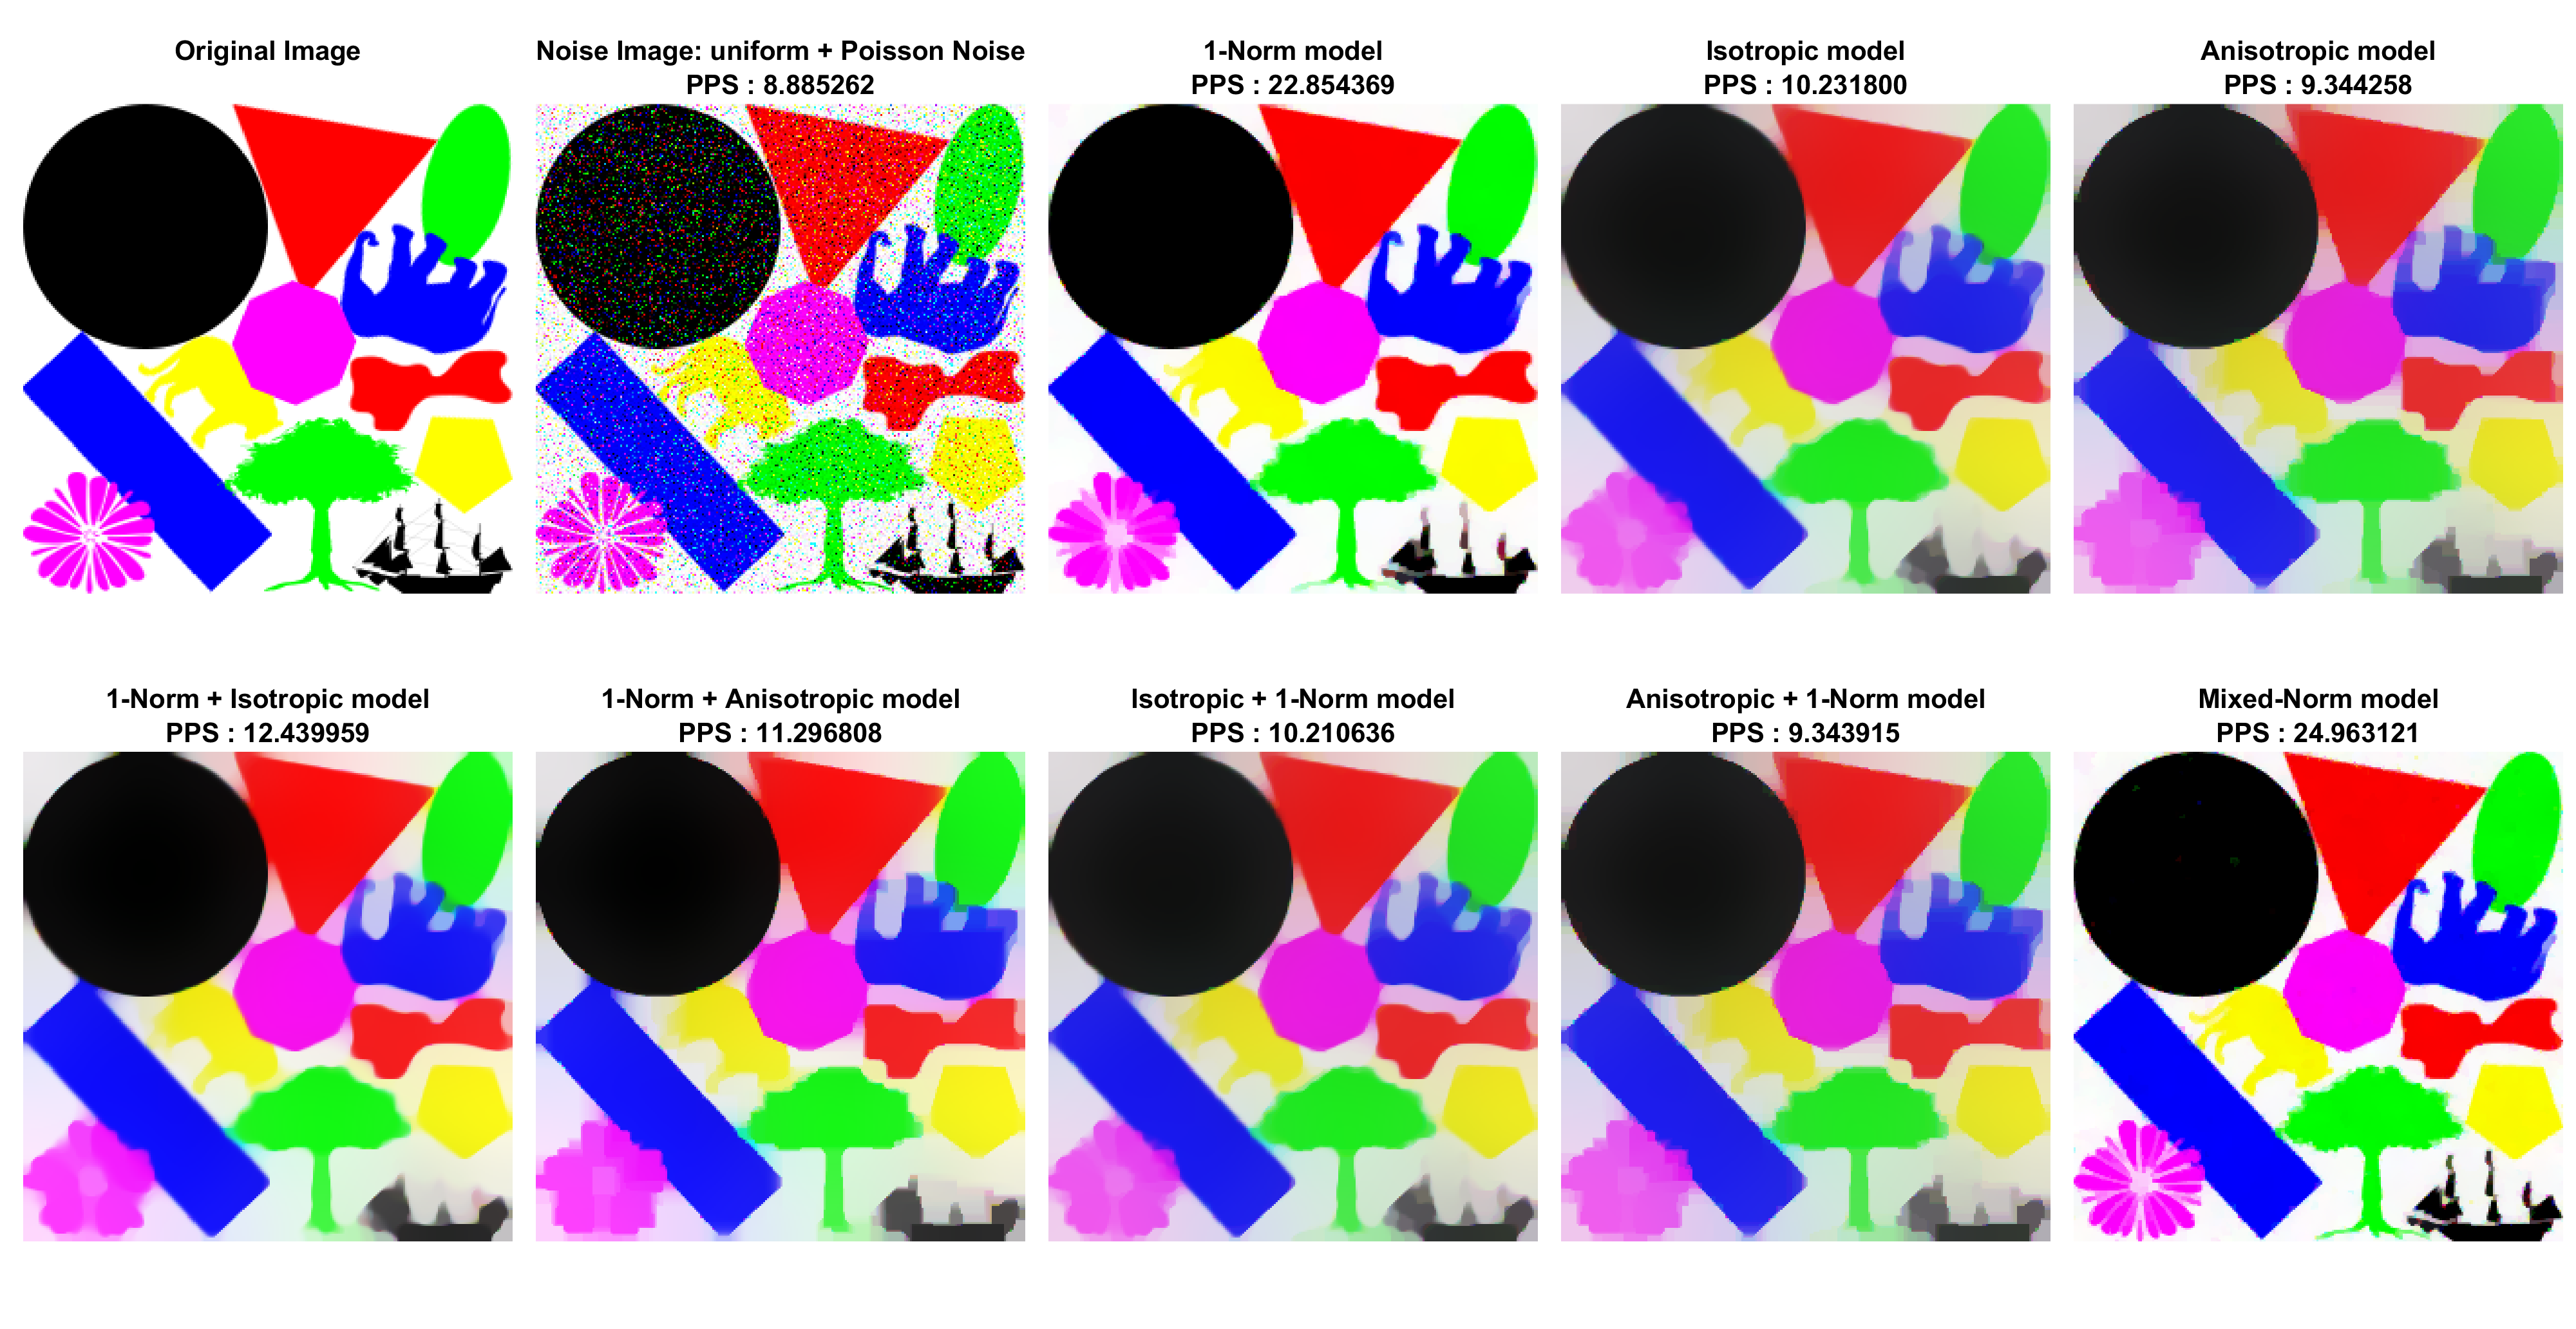 Original Image
Noise Image: uniform + Poisson Noise
PPS : 8.885262
1-Norm model
PPS : 22.854369
Isotropic model
PPS : 10.231800
Anisotropic model
PPS : 9.344258
1-Norm + Isotropic model
PPS : 12.439959
1-Norm + Anisotropic model
PPS : 11.296808
Isotropic + 1-Norm model
PPS : 10.210636
Anisotropic + 1-Norm model
PPS : 9.343915
Mixed-Norm model
PPS : 24.963121